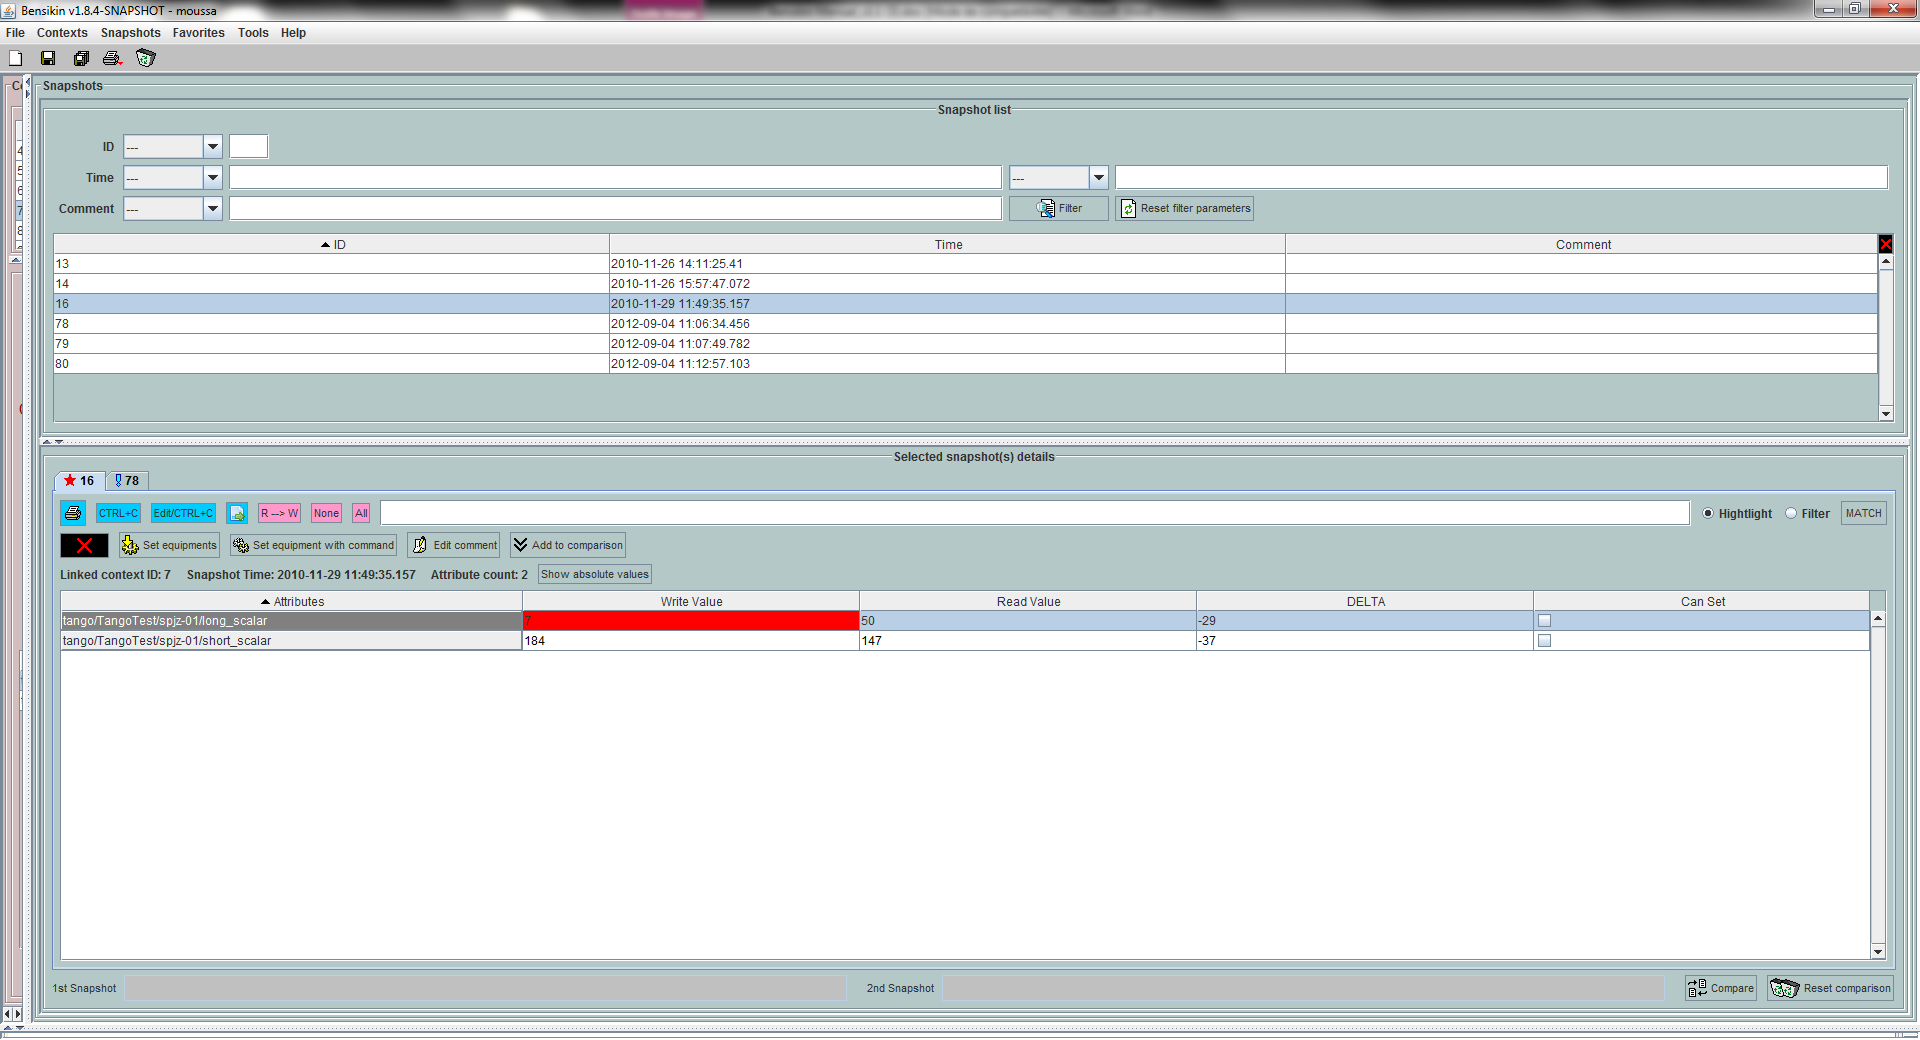 Bensikin v1.8.4-SNAPSHOT - moussa
File Contexts Snapshots Favorites Tools Help
Snapshots
Snapshot list
ID ---
Time --- ---
Comment --- Filter Reset filter parameters
ID Time Comment
13 2010-11-26 14:11:25.41
14 2010-11-26 15:57:47.072
16 2010-11-29 11:49:35.157
78 2012-09-04 11:06:34.456
79 2012-09-04 11:07:49.782
80 2012-09-04 11:12:57.103
Selected snapshot(s) details
16 78
CTRL+C Edit/CTRL+C R --> W None All Hightlight Filter MATCH
Set equipments Set equipment with command Edit comment Add to comparison
Linked context ID: 7 Snapshot Time: 2010-11-29 11:49:35.157 Attribute count: 2 Show absolute values
Attributes Write Value Read Value DELTA Can Set
tango/TangoTest/spjz-01/long_scalar 7 50 -29
tango/TangoTest/spjz-01/short_scalar 184 147 -37
1st Snapshot 2nd Snapshot Compare Reset comparison